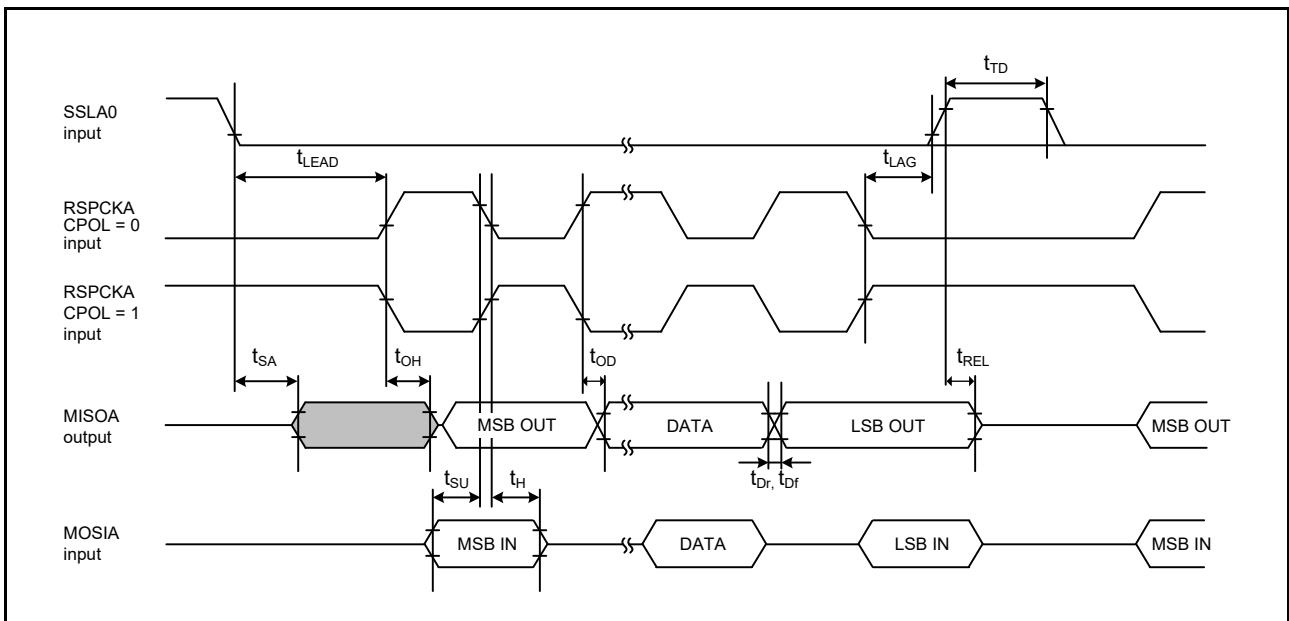 tTD
SSLA0
input
tLEAD
tLAG
RSPCKA
CPOL = 0
input
RSPCKA
CPOL = 1
input
tSA
tOH
tOD
tREL
MISOA
output
MSB OUT
DATA
LSB OUT
MSB OUT
tSU
tH
tDr, tDf
MOSIA
input
MSB IN
DATA
LSB IN
MSB IN